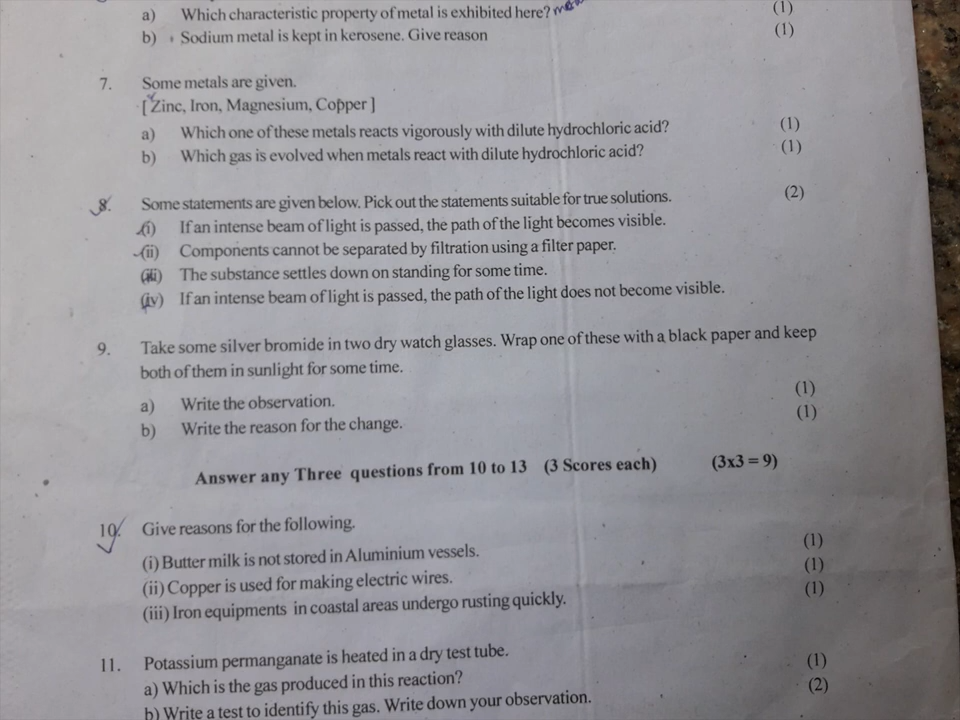 a) Which characteristic property of metal is exhibited here? (1)
b) Sodium metal is kept in kerosene. Give reason (1)
7. Some metals are given.
[Zinc, Iron, Magnesium, Copper]
a) Which one of these metals reacts vigorously with dilute hydrochloric acid? (1)
b) Which gas is evolved when metals react with dilute hydrochloric acid? (1)
8. Some statements are given below. Pick out the statements suitable for true solutions. (2)
(i) If an intense beam of light is passed, the path of the light becomes visible.
(ii) Components cannot be separated by filtration using a filter paper.
(iii) The substance settles down on standing for some time.
(iv) If an intense beam of light is passed, the path of the light does not become visible.
9. Take some silver bromide in two dry watch glasses. Wrap one of these with a black paper and keep
both of them in sunlight for some time.
a) Write the observation. (1)
b) Write the reason for the change. (1)
Answer any Three questions from 10 to 13 (3 Scores each) (3x3 = 9)
10. Give reasons for the following.
(i) Butter milk is not stored in Aluminium vessels. (1)
(ii) Copper is used for making electric wires. (1)
(iii) Iron equipments in coastal areas undergo rusting quickly. (1)
11. Potassium permanganate is heated in a dry test tube.
a) Which is the gas produced in this reaction? (1)
b) Write a test to identify this gas. Write down your observation. (2)